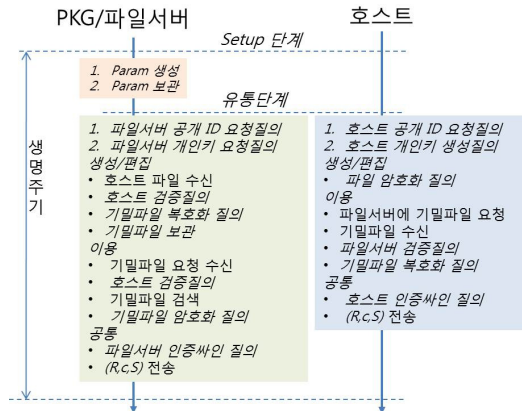 PKG/파일서버
호스트
Setup 단계
1. Param 생성
2. Param 보관
유통단계
생명주기
1. 파일서버 공개 ID 요청질의
2. 파일서버 개인키 요청질의
생성/편집
• 호스트 파일 수신
• 호스트 검증질의
• 기밀파일 복호화 질의
• 기밀파일 보관
이용
• 기밀파일 요청 수신
• 호스트 검증질의
• 기밀파일 검색
• 기밀파일 암호화 질의
공통
• 파일서버 인증싸인 질의
• (R,c,S) 전송
1. 호스트 공개 ID 요청질의
2. 호스트 개인키 생성질의
생성/편집
• 파일 암호화 질의
이용
• 파일서버에 기밀파일 요청
• 기밀파일 수신
• 파일서버 검증질의
• 기밀파일 복호화 질의
공통
• 호스트 인증싸인 질의
• (R,c,S) 전송